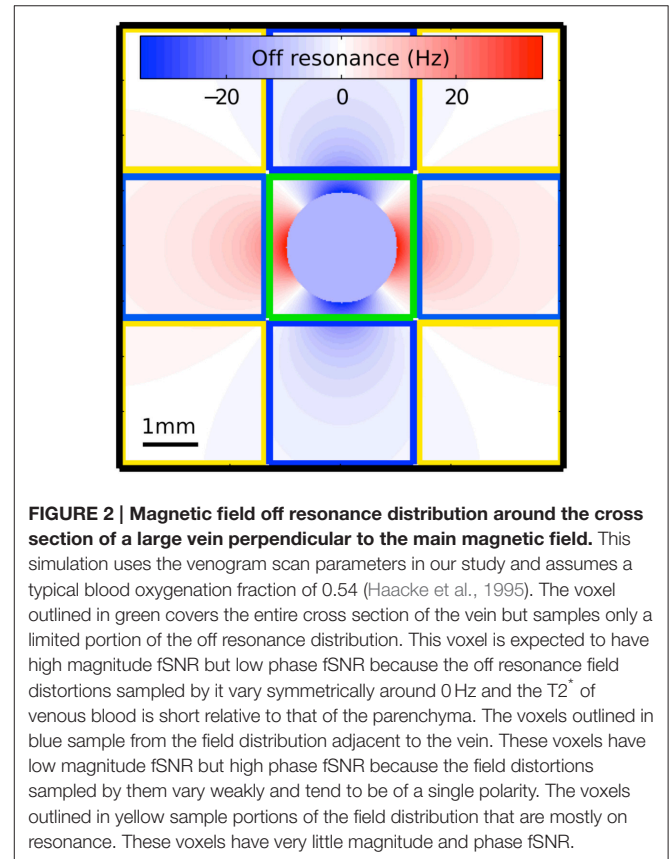 Off resonance (Hz)
−20 0 20
1mm
FIGURE 2 | Magnetic field off resonance distribution around the cross
section of a large vein perpendicular to the main magnetic field. This
simulation uses the venogram scan parameters in our study and assumes a
typical blood oxygenation fraction of 0.54 (Haacke et al., 1995). The voxel
outlined in green covers the entire cross section of the vein but samples only a
limited portion of the off resonance distribution. This voxel is expected to have
high magnitude fSNR but low phase fSNR because the off resonance field
distortions sampled by it vary symmetrically around 0 Hz and the T2* of
venous blood is short relative to that of the parenchyma. The voxels outlined in
blue sample from the field distribution adjacent to the vein. These voxels have
low magnitude fSNR but high phase fSNR because the field distortions
sampled by them vary weakly and tend to be of a single polarity. The voxels
outlined in yellow sample portions of the field distribution that are mostly on
resonance. These voxels have very little magnitude and phase fSNR.